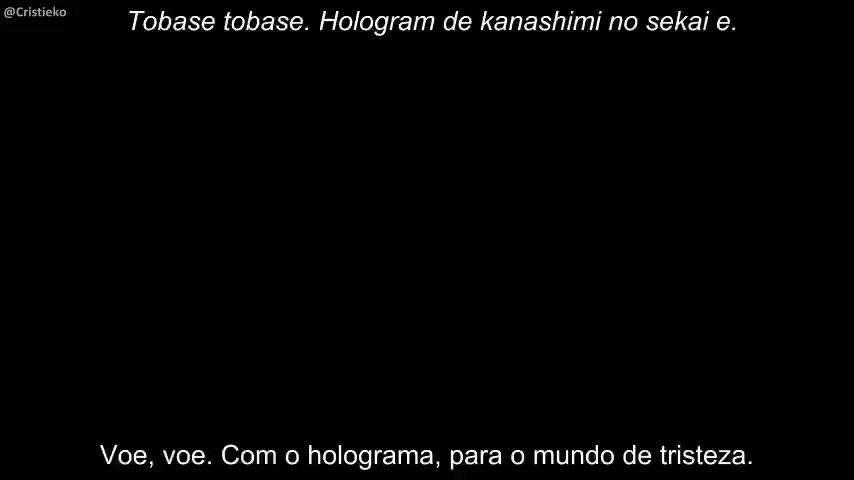 @Cristieko
Tobase tobase. Hologram de kanashimi no sekai e.
Voe, voe. Com o holograma, para o mundo de tristeza.